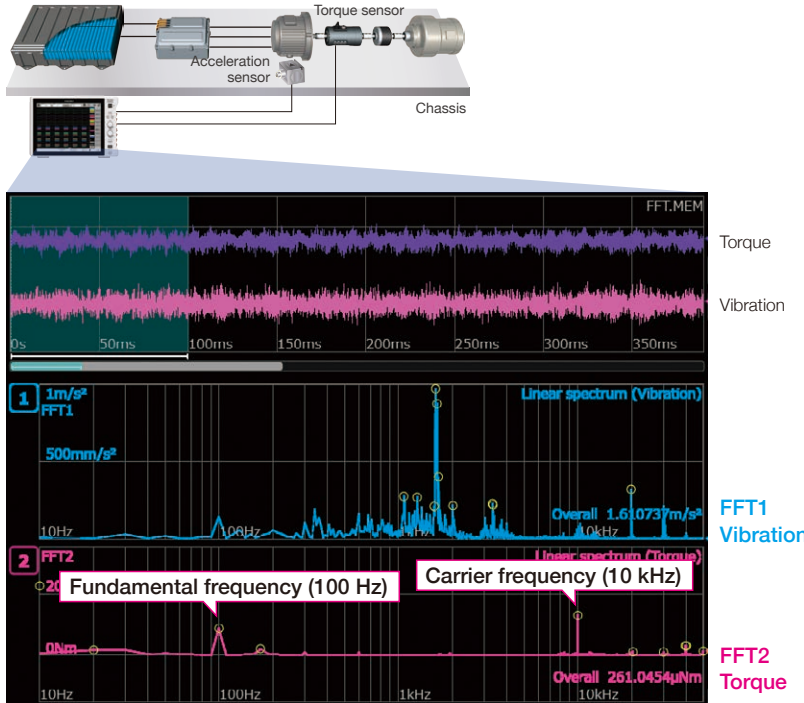 Torque sensor
Acceleration
sensor
Chassis
FFT.MEM
Torque
Vibration
0s 50ms 100ms 150ms 200ms 250ms 300ms 350ms
1 1m/s² Linear spectrum (Vibration)
FFT1
500mm/s²
Overall 1.610737m/s²
10Hz 100Hz 1kHz 10kHz
FFT1
Vibration
2 FFT2 Linear spectrum (Torque)
Fundamental frequency (100 Hz)
Carrier frequency (10 kHz)
0Nm
Overall 261.0454µNm
10Hz 100Hz 1kHz 10kHz
FFT2
Torque